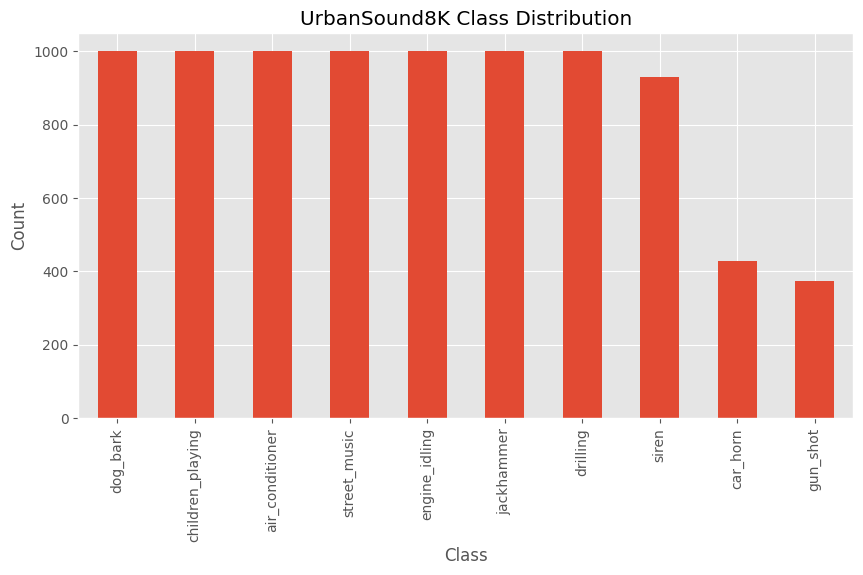 UrbanSound8K Class Distribution
Count
1000
800
600
400
200
0
dog_bark
children_playing
air_conditioner
street_music
engine_idling
jackhammer
drilling
siren
car_horn
gun_shot
Class